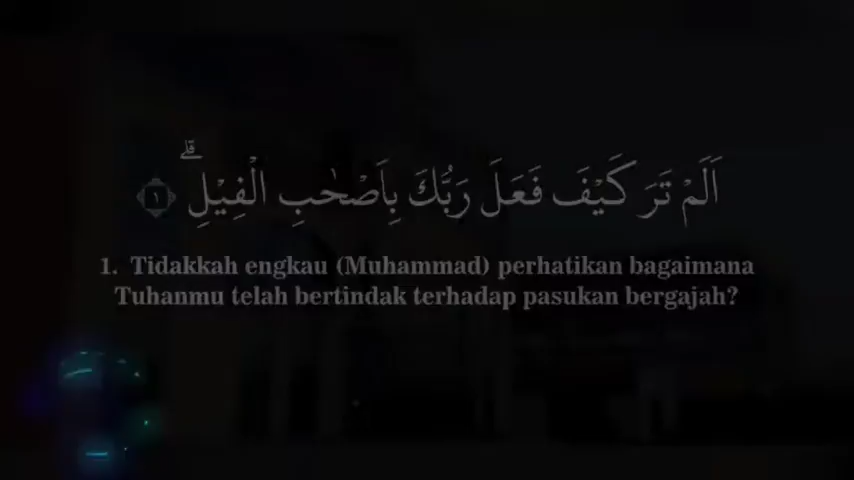 اَلَمْ تَرَ كَيْفَ فَعَلَ رَبُّكَ بِاَصْحٰبِ الْفِيْلِۗ ١
1. Tidakkah engkau (Muhammad) perhatikan bagaimana
Tuhanmu telah bertindak terhadap pasukan bergajah?